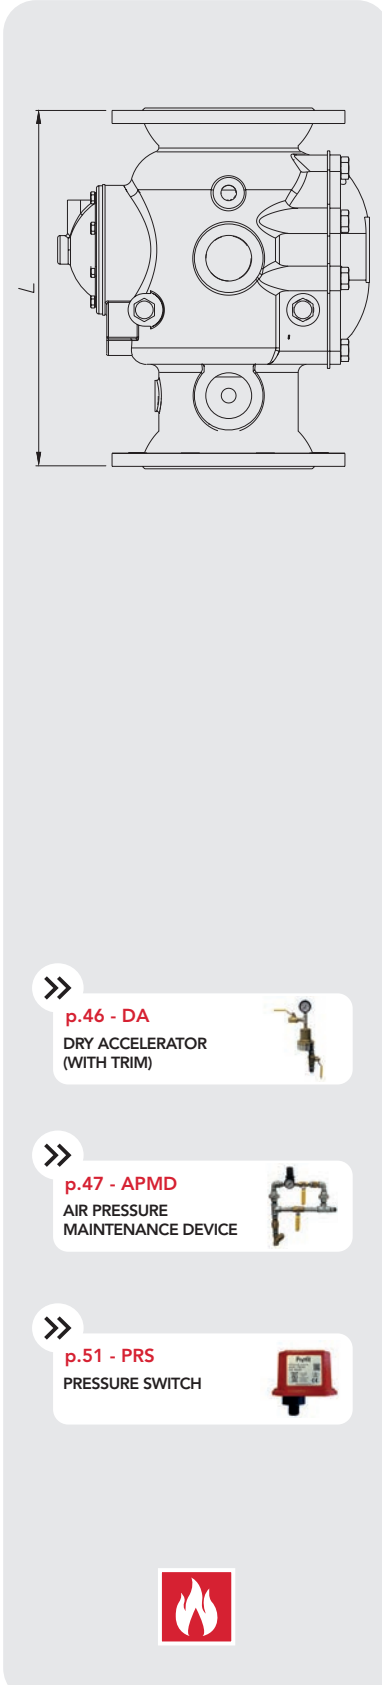 L
p.46 - DA
DRY ACCELERATOR
(WITH TRIM)
p.47 - APMD
AIR PRESSURE
MAINTENANCE DEVICE
p.51 - PRS
PRESSURE SWITCH